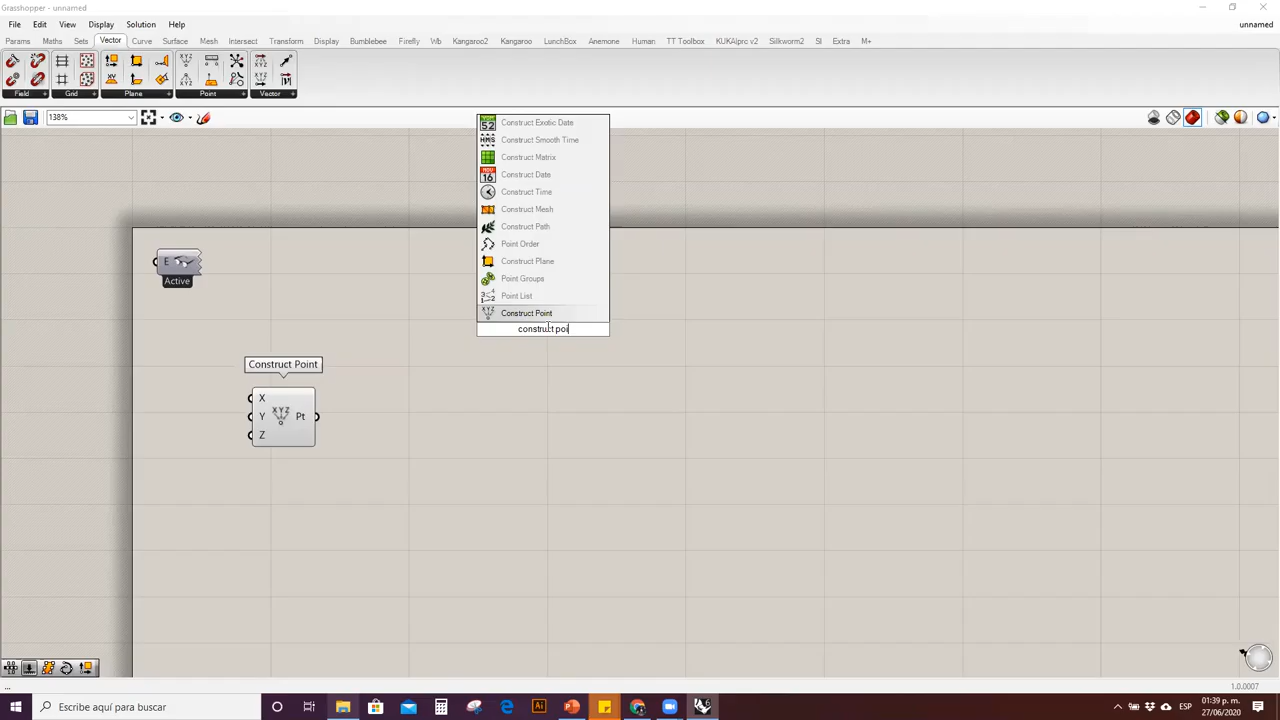 Grasshopper - unnamed
File Edit View Display Solution Help
unnamed
Params Maths Sets Vector Curve Surface Mesh Intersect Transform Display Bumblebee Firefly Wb Kangaroo2 Kangaroo LunchBox Anemone Human TT Toolbox KUKA|prc v2 Silkworm2 S Extra M+
Field + Grid + Plane + Point + Vector +
138%
Construct Exotic Date
Construct Smooth Time
Construct Matrix
Construct Date
Construct Time
Construct Mesh
Construct Path
Point Order
Construct Plane
Point Groups
Point List
Construct Point
construct poi
E
Active
Construct Point
X
Y Pt
Z
XYZ
...
1.0.0007
Escribe aquí para buscar
ESP
01:39 p. m.
27/06/2020